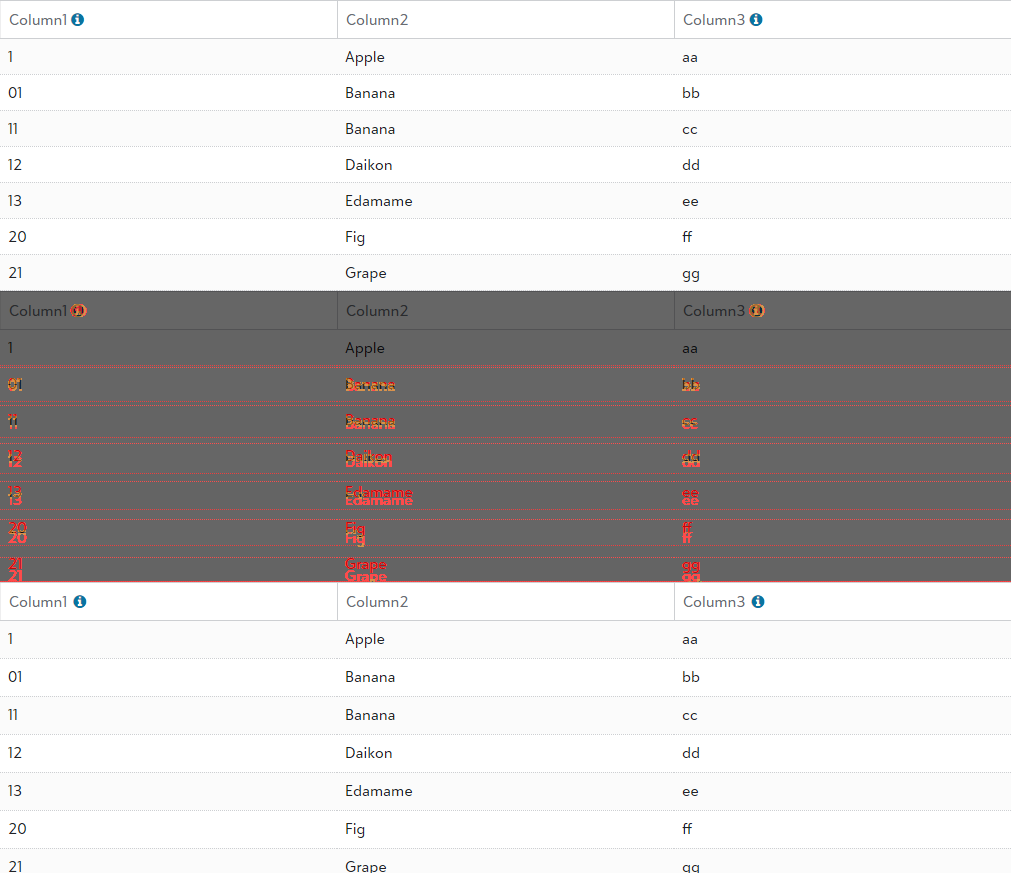 Column1 Column2 Column3
1 Apple aa
01 Banana bb
11 Banana cc
12 Daikon dd
13 Edamame ee
20 Fig ff
21 Grape gg
Column1 Column2 Column3
1 Apple aa
01 Banana bb
11 Banana cc
12 Daikon dd
13 Edamame ee
20 Fig ff
21 Grape gg
Column1 Column2 Column3
1 Apple aa
01 Banana bb
11 Banana cc
12 Daikon dd
13 Edamame ee
20 Fig ff
21 Grape gg